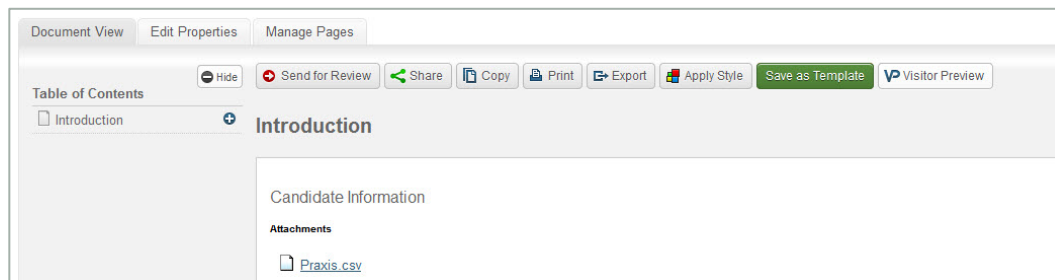 Document View Edit Properties Manage Pages
Hide Send for Review Share Copy Print Export Apply Style Save as Template VP Visitor Preview
Table of Contents
Introduction
Introduction
Candidate Information
Attachments
Praxis.csv